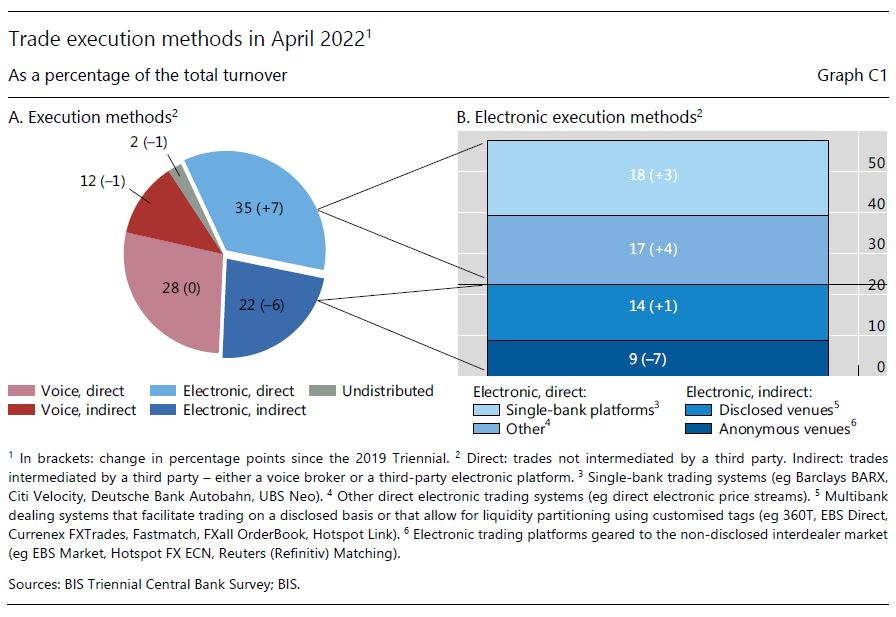 Trade execution methods in April 2022¹
As a percentage of the total turnover
Graph C1
A. Execution methods²
2 (–1)
12 (–1)
35 (+7)
28 (0)
22 (–6)
Voice, direct
Electronic, direct
Undistributed
Voice, indirect
Electronic, indirect
B. Electronic execution methods²
18 (+3)
17 (+4)
14 (+1)
9 (–7)
50
40
30
20
10
0
Electronic, direct:
Single-bank platforms³
Other⁴
Electronic, indirect:
Disclosed venues⁵
Anonymous venues⁶
¹ In brackets: change in percentage points since the 2019 Triennial. ² Direct: trades not intermediated by a third party. Indirect: trades
intermediated by a third party – either a voice broker or a third-party electronic platform. ³ Single-bank trading systems (eg Barclays BARX,
Citi Velocity, Deutsche Bank Autobahn, UBS Neo). ⁴ Other direct electronic trading systems (eg direct electronic price streams). ⁵ Multibank
dealing systems that facilitate trading on a disclosed basis or that allow for liquidity partitioning using customised tags (eg 360T, EBS Direct,
Currenex FXTrades, Fastmatch, FXall OrderBook, Hotspot Link). ⁶ Electronic trading platforms geared to the non-disclosed interdealer market
(eg EBS Market, Hotspot FX ECN, Reuters (Refinitiv) Matching).
Sources: BIS Triennial Central Bank Survey; BIS.